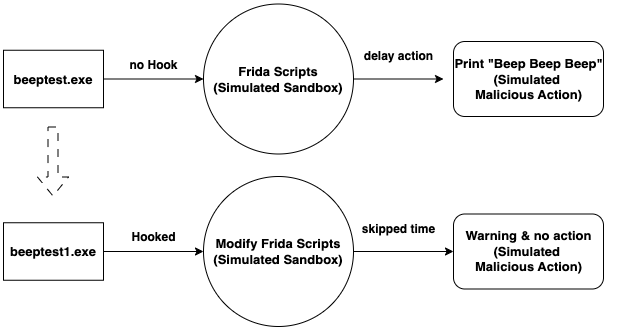 beeptest.exe
no Hook
Frida Scripts
(Simulated Sandbox)
delay action
Print "Beep Beep Beep"
(Simulated
Malicious Action)
beeptest1.exe
Hooked
Modify Frida Scripts
(Simulated Sandbox)
skipped time
Warning & no action
(Simulated
Malicious Action)